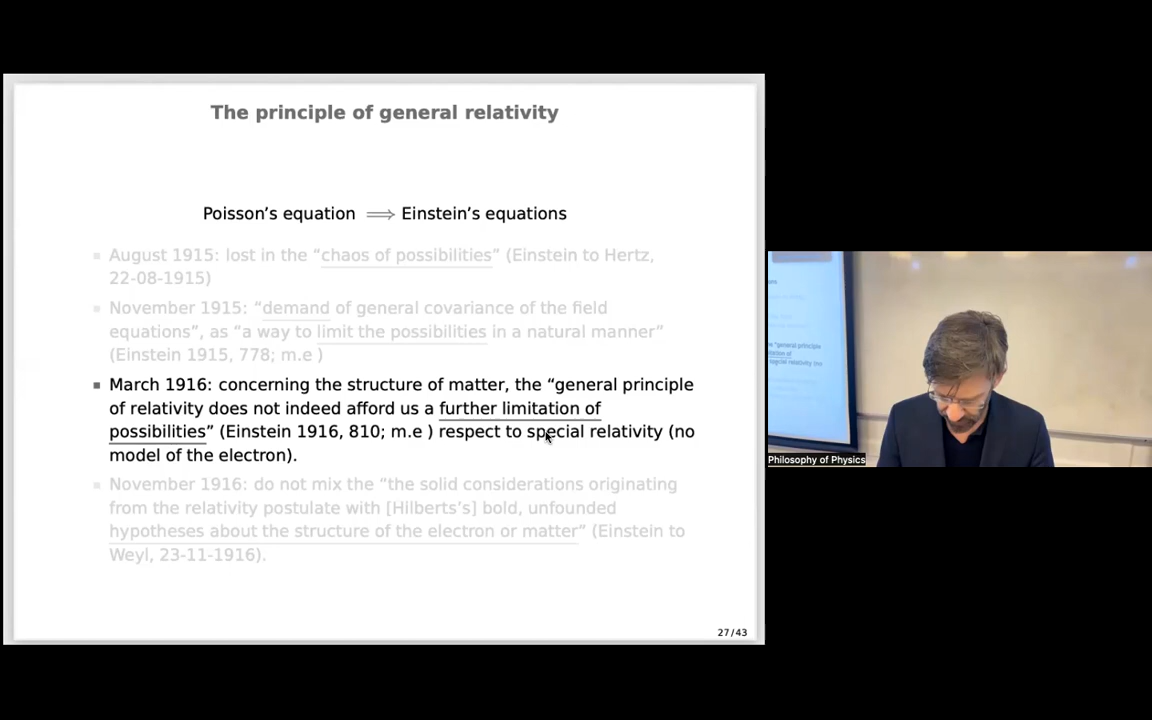 The principle of general relativity
Poisson's equation ⟹ Einstein's equations
▪ August 1915: lost in the “chaos of possibilities” (Einstein to Hertz,
22-08-1915)
▪ November 1915: “demand of general covariance of the field
equations”, as “a way to limit the possibilities in a natural manner”
(Einstein 1915, 778; m.e )
▪ March 1916: concerning the structure of matter, the “general principle
of relativity does not indeed afford us a further limitation of
possibilities” (Einstein 1916, 810; m.e ) respect to special relativity (no
model of the electron).
▪ November 1916: do not mix the “the solid considerations originating
from the relativity postulate with [Hilberts's] bold, unfounded
hypotheses about the structure of the electron or matter” (Einstein to
Weyl, 23-11-1916).
27/43
Philosophy of Physics